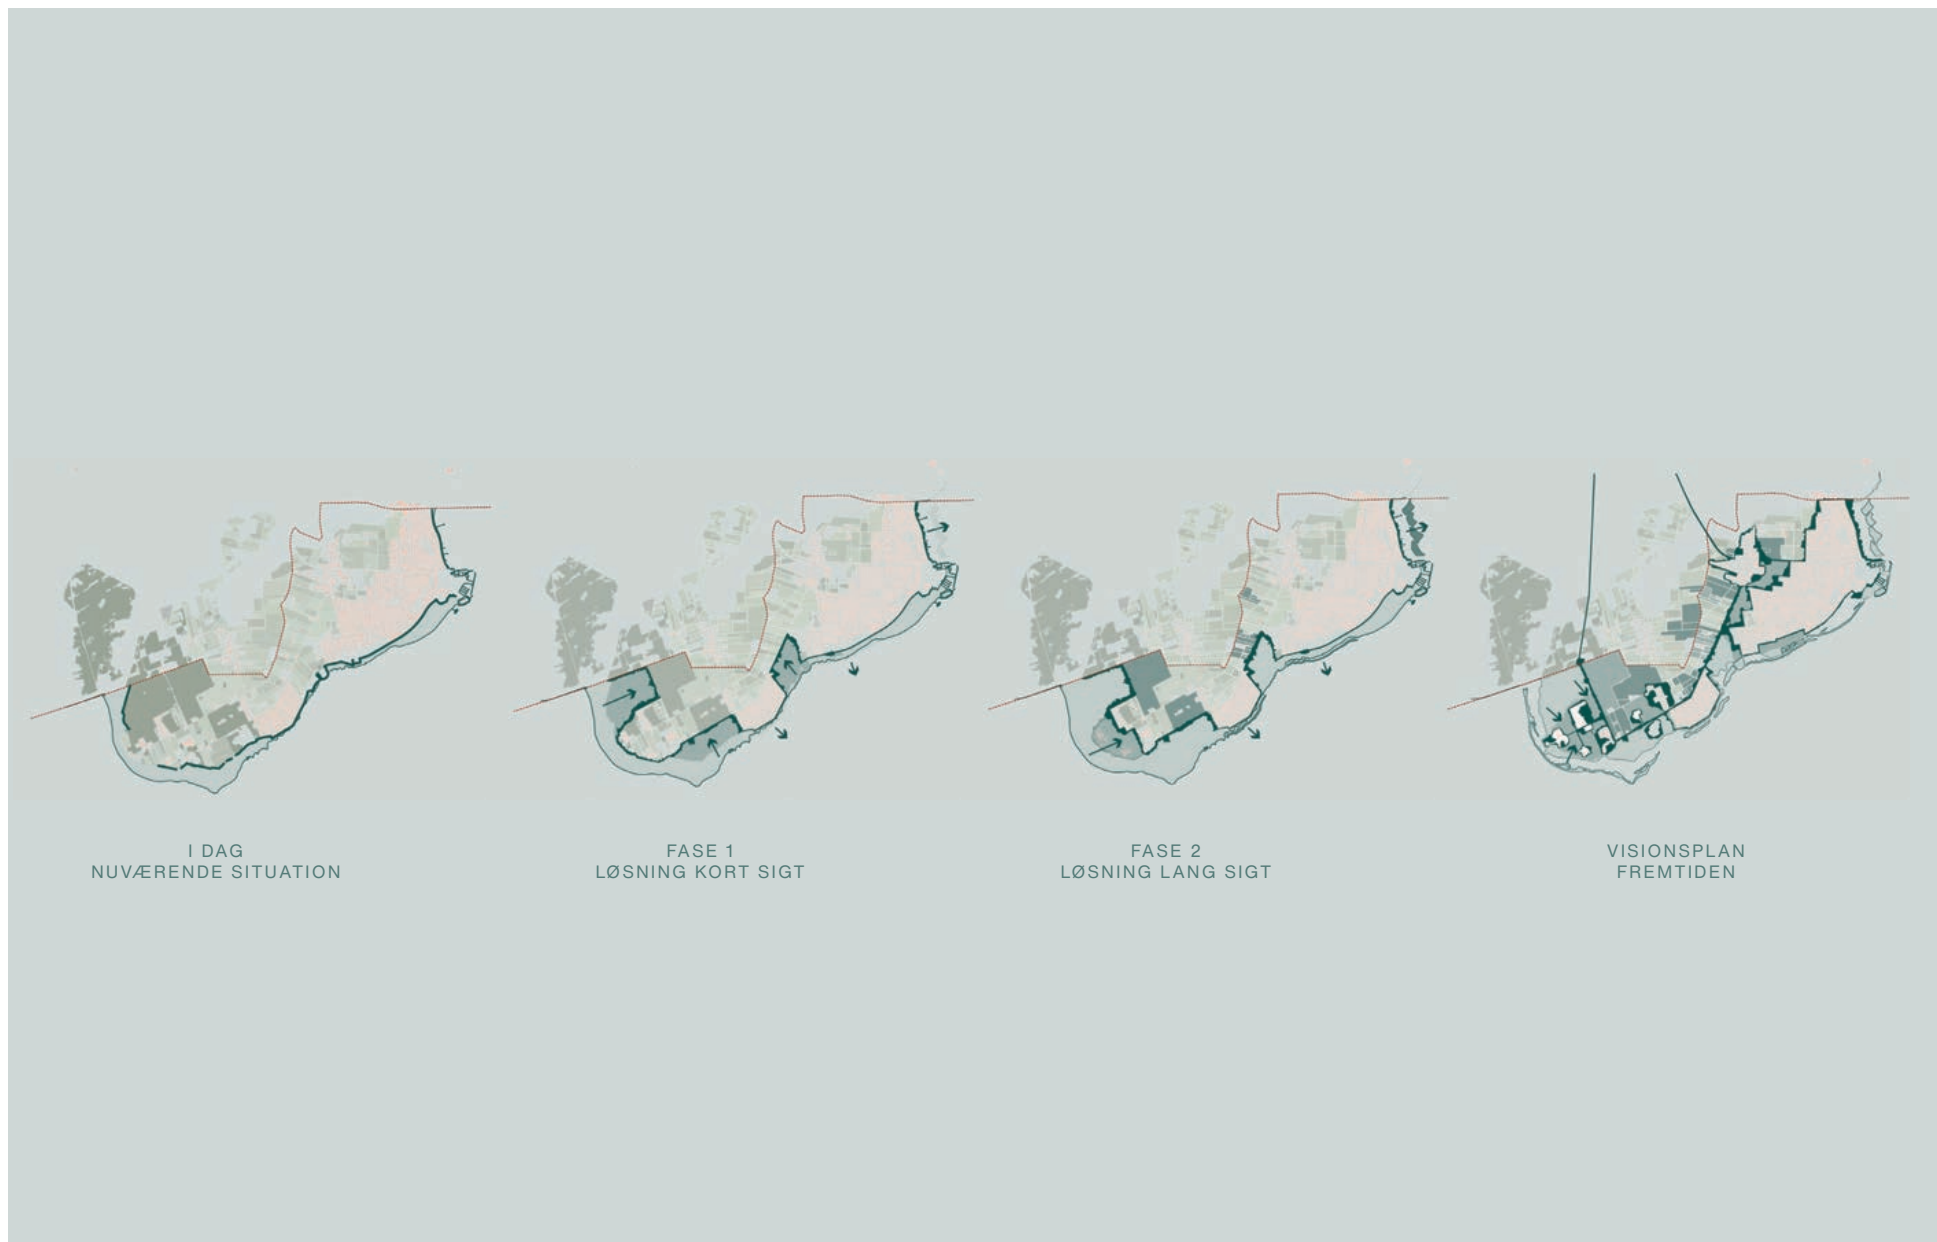 I DAG
NUVÆRENDE SITUATION
FASE 1
LØSNING KORT SIGT
FASE 2
LØSNING LANG SIGT
VISIONSPLAN
FREMTIDEN